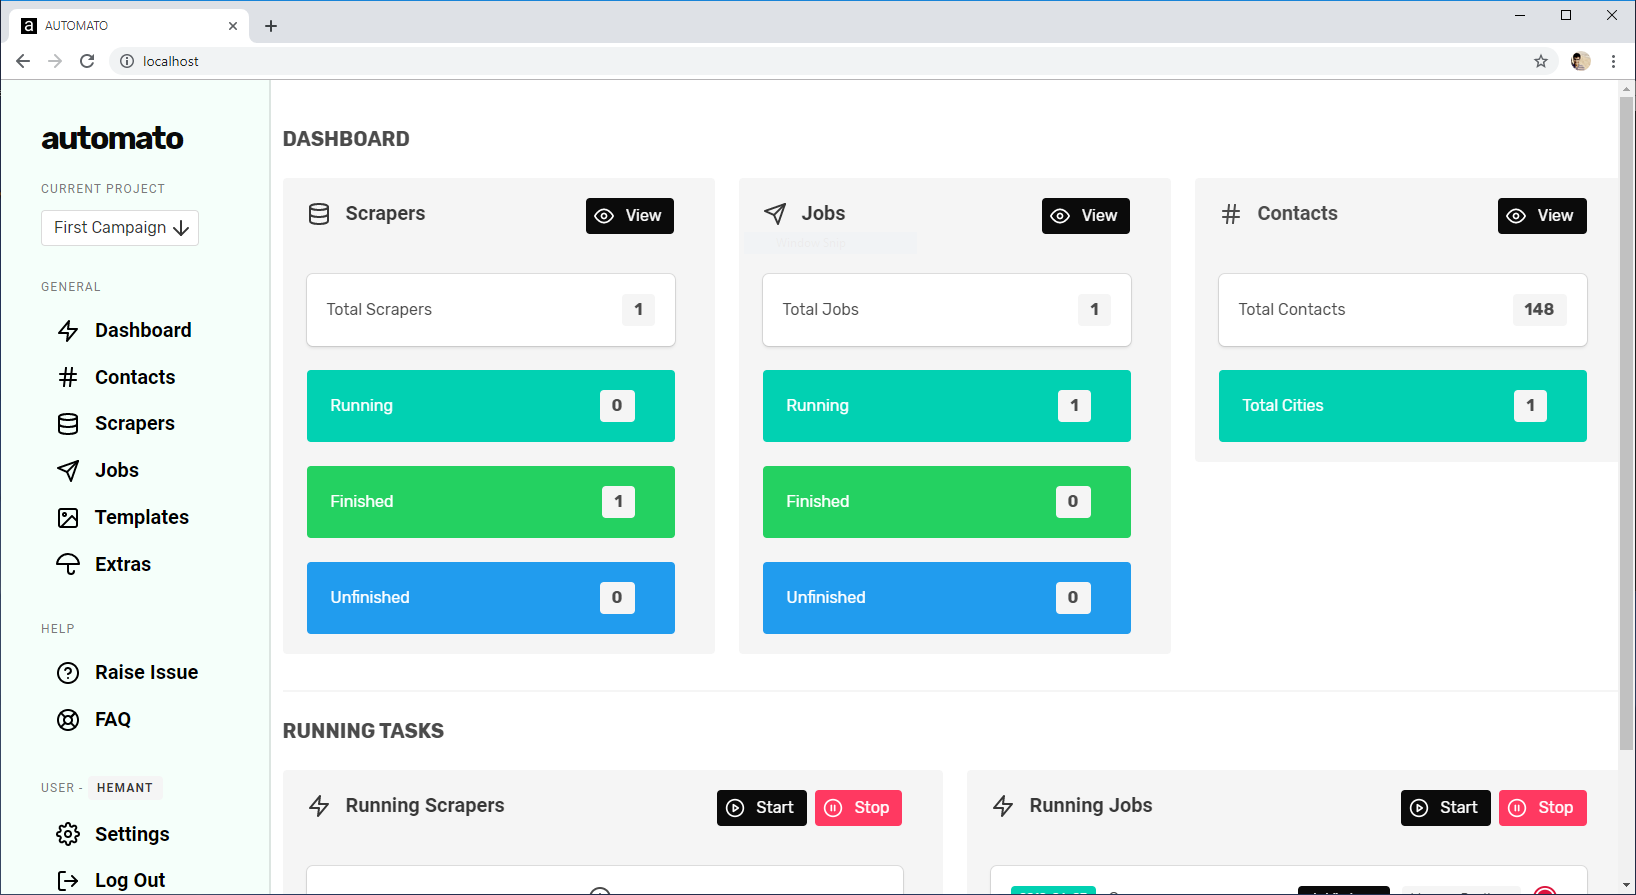 a AUTOMATO
localhost
automato
CURRENT PROJECT
First Campaign
GENERAL
Dashboard
Contacts
Scrapers
Jobs
Templates
Extras
HELP
Raise Issue
FAQ
USER - HEMANT
Settings
Log Out
DASHBOARD
Scrapers View
Total Scrapers 1
Running 0
Finished 1
Unfinished 0
Jobs View
Window Snip
Total Jobs 1
Running 1
Finished 0
Unfinished 0
Contacts View
Total Contacts 148
Total Cities 1
RUNNING TASKS
Running Scrapers Start Stop
Running Jobs Start Stop